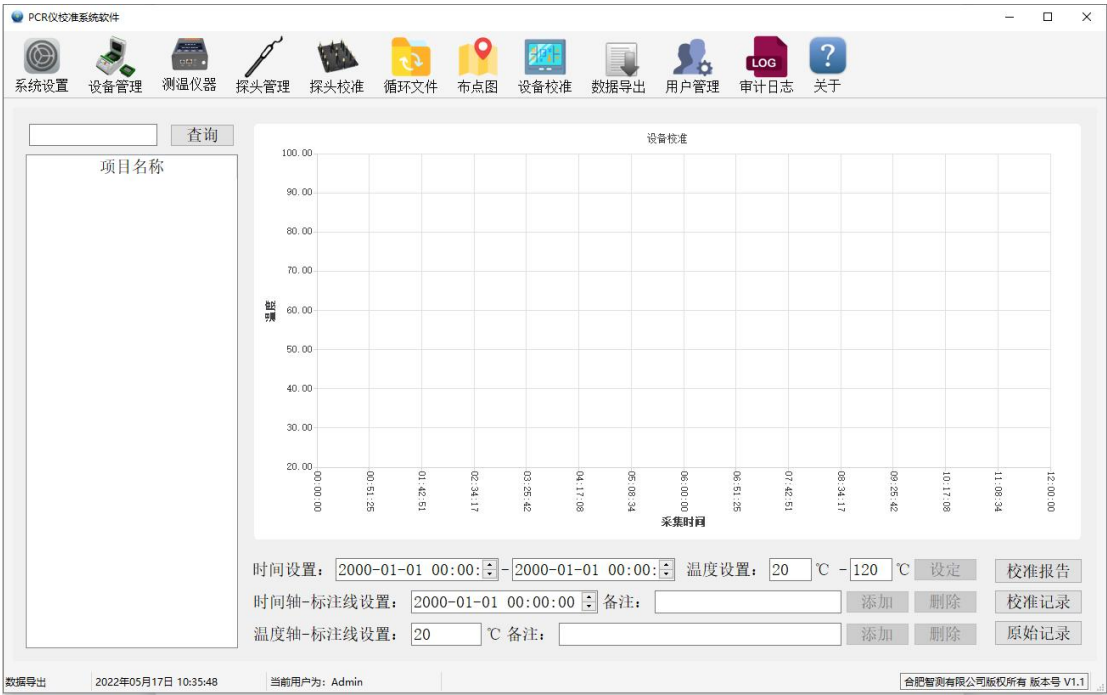 PCR仪校准系统软件
系统设置 设备管理 测温仪器 探头管理 探头校准 循环文件 布点图 设备校准 数据导出 用户管理 LOG 审计日志 ? 关于
查询
项目名称
设备校准
100.00
90.00
80.00
70.00
60.00
50.00
40.00
30.00
20.00
温度
00:00:00 00:51:25 01:42:51 02:34:17 03:25:42 04:17:08 05:08:34 06:00:00 06:51:25 07:42:51 08:34:17 09:25:42 10:17:08 11:08:34 12:00:00
采集时间
时间设置: 2000-01-01 00:00: - 2000-01-01 00:00: 温度设置: 20 ℃ - 120 ℃ 设定 校准报告
时间轴-标注线设置: 2000-01-01 00:00:00 备注: 添加 删除 校准记录
温度轴-标注线设置: 20 ℃ 备注: 添加 删除 原始记录
数据导出 2022年05月17日 10:35:48 当前用户为: Admin 合肥智测有限公司版权所有 版本号 V1.1